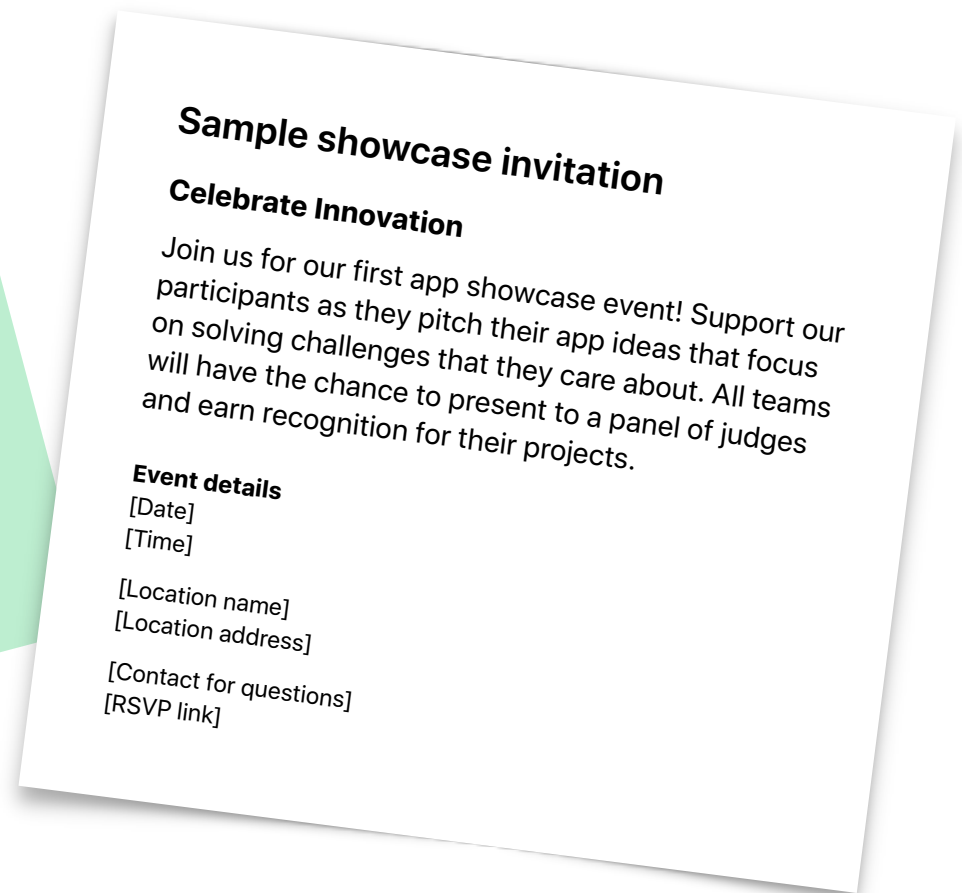 Sample showcase invitation
Celebrate Innovation
Join us for our first app showcase event! Support our
participants as they pitch their app ideas that focus
on solving challenges that they care about. All teams
will have the chance to present to a panel of judges
and earn recognition for their projects.
Event details
[Date]
[Time]
[Location name]
[Location address]
[Contact for questions]
[RSVP link]